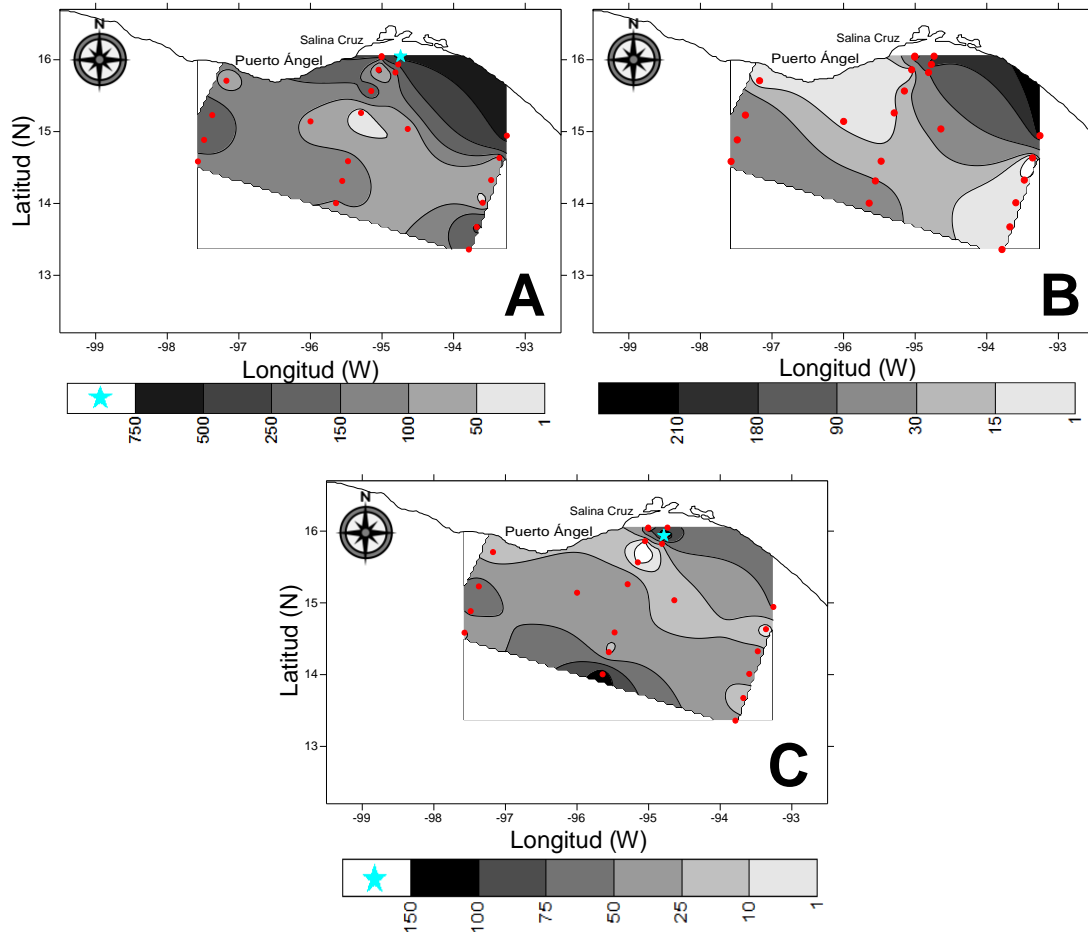 N
Salina Cruz
Puerto Ángel
16
15
14
13
Latitud (N)
A
-99 -98 -97 -96 -95 -94 -93
Longitud (W)
750 500 250 150 100 50 1
N
Salina Cruz
Puerto Ángel
16
15
14
13
Latitud (N)
B
-99 -98 -97 -96 -95 -94 -93
Longitud (W)
210 180 90 30 15 1
N
Salina Cruz
Puerto Ángel
16
15
14
13
Latitud (N)
C
-99 -98 -97 -96 -95 -94 -93
Longitud (W)
150 100 75 50 25 10 1